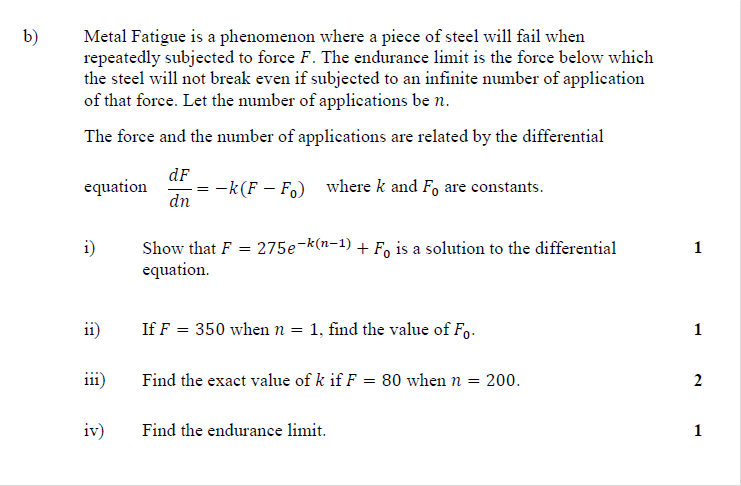 b) Metal Fatigue is a phenomenon where a piece of steel will fail when
repeatedly subjected to force F. The endurance limit is the force below which
the steel will not break even if subjected to an infinite number of application
of that force. Let the number of applications be n.
The force and the number of applications are related by the differential
equation dF/dn = −k(F − F₀) where k and F₀ are constants.
i) Show that F = 275e^{−k(n−1)} + F₀ is a solution to the differential 1
equation.
ii) If F = 350 when n = 1, find the value of F₀. 1
iii) Find the exact value of k if F = 80 when n = 200. 2
iv) Find the endurance limit. 1